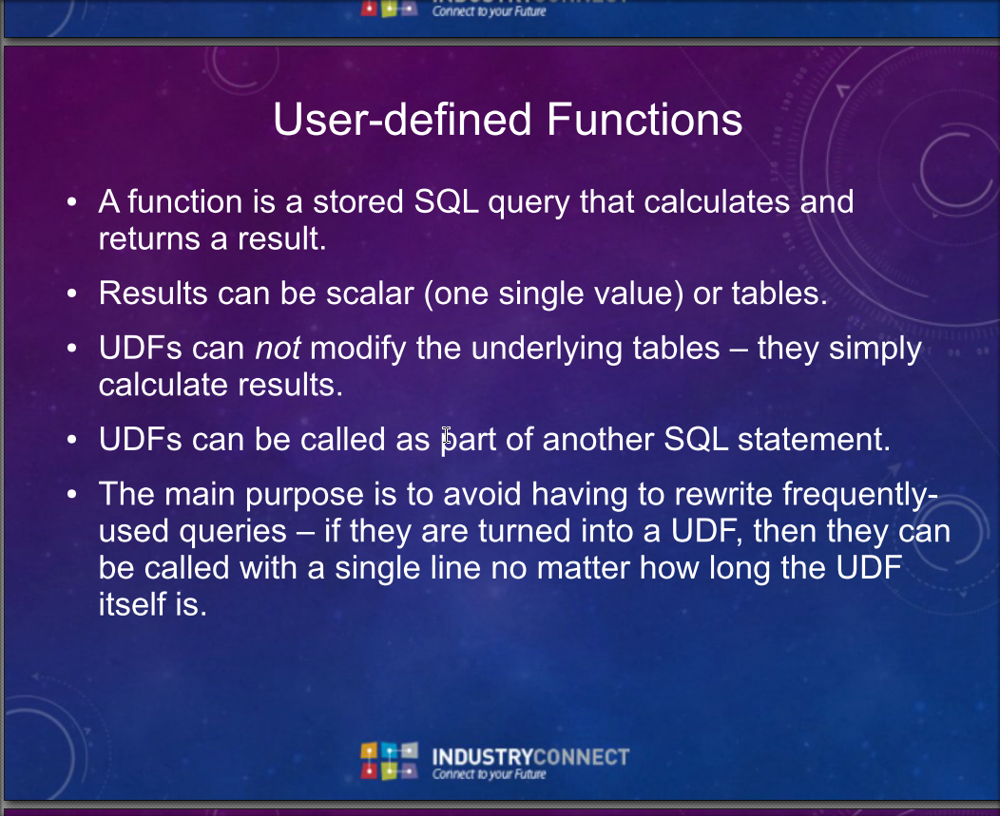 Connect to your Future
User-defined Functions
• A function is a stored SQL query that calculates and
returns a result.
• Results can be scalar (one single value) or tables.
• UDFs can not modify the underlying tables – they simply
calculate results.
• UDFs can be called as part of another SQL statement.
• The main purpose is to avoid having to rewrite frequently-
used queries – if they are turned into a UDF, then they can
be called with a single line no matter how long the UDF
itself is.
INDUSTRYCONNECT
Connect to your Future